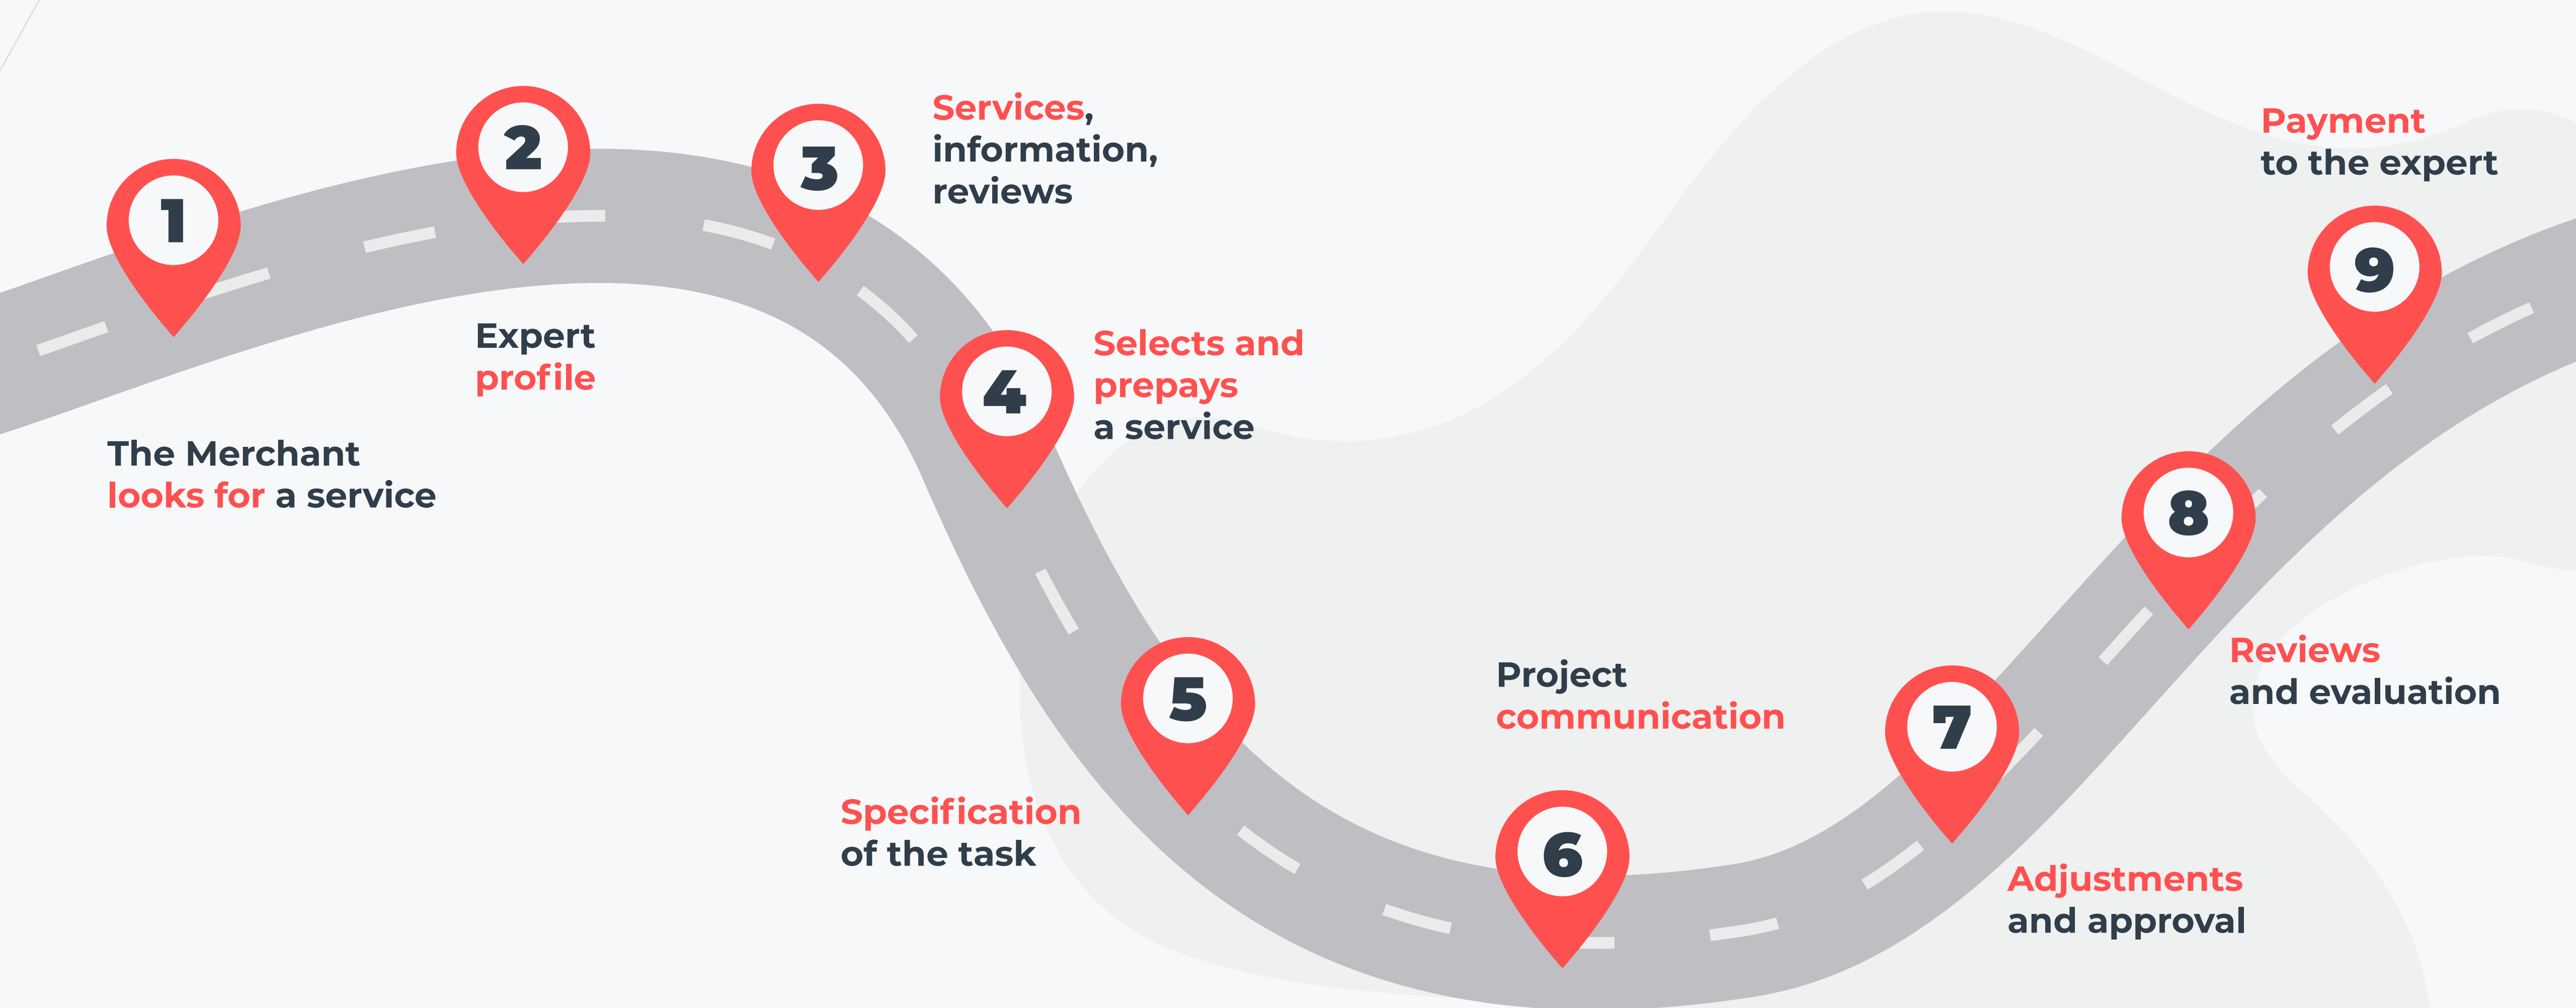 1
The Merchant
looks for a service
2
Expert
profile
3
Services,
information,
reviews
4
Selects and
prepays
a service
5
Specification
of the task
6
Project
communication
7
Adjustments
and approval
8
Reviews
and evaluation
9
Payment
to the expert